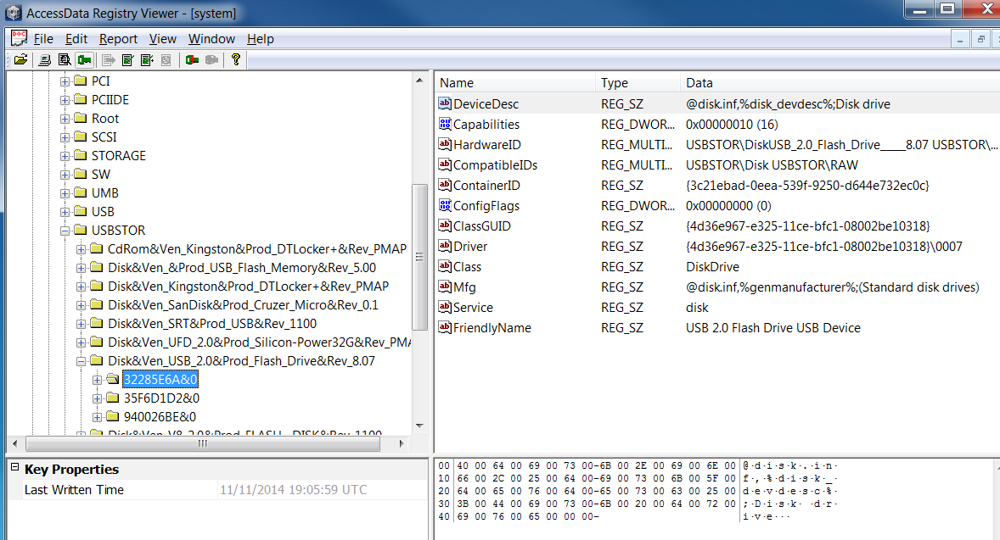 AccessData Registry Viewer - [system]
File Edit Report View Window Help
PCI
PCIIDE
Root
SCSI
STORAGE
SW
UMB
USB
USBSTOR
CdRom&Ven_Kingston&Prod_DTLocker+&Rev_PMAP
Disk&Ven_&Prod_USB_Flash_Memory&Rev_5.00
Disk&Ven_Kingston&Prod_DTLocker+&Rev_PMAP
Disk&Ven_SanDisk&Prod_Cruzer_Micro&Rev_0.1
Disk&Ven_SRT&Prod_USB&Rev_1100
Disk&Ven_UFD_2.0&Prod_Silicon-Power32G&Rev_PMA
Disk&Ven_USB_2.0&Prod_Flash_Drive&Rev_8.07
32285E6A&0
35F6D1D2&0
940026BE&0
Name Type Data
DeviceDesc REG_SZ @disk.inf,%disk_devdesc%;Disk drive
Capabilities REG_DWOR... 0x00000010 (16)
HardwareID REG_MULTI... USBSTOR\DiskUSB_2.0_Flash_Drive____8.07 USBSTOR\...
CompatibleIDs REG_MULTI... USBSTOR\Disk USBSTOR\RAW
ContainerID REG_SZ {3c21ebad-0eea-539f-9250-d644e732ec0c}
ConfigFlags REG_DWOR... 0x00000000 (0)
ClassGUID REG_SZ {4d36e967-e325-11ce-bfc1-08002be10318}
Driver REG_SZ {4d36e967-e325-11ce-bfc1-08002be10318}\0007
Class REG_SZ DiskDrive
Mfg REG_SZ @disk.inf,%genmanufacturer%;(Standard disk drives)
Service REG_SZ disk
FriendlyName REG_SZ USB 2.0 Flash Drive USB Device
Key Properties
Last Written Time 11/11/2014 19:05:59 UTC
00 40 00 64 00 69 00 73 00-6B 00 2E 00 69 00 6E 00 @·d·i·s·k·.·i·n·
10 66 00 2C 00 25 00 64 00-69 00 73 00 6B 00 5F 00 f·,·%·d·i·s·k·_·
20 64 00 65 00 76 00 64 00-65 00 73 00 63 00 25 00 d·e·v·d·e·s·c·%·
30 3B 00 44 00 69 00 73 00-6B 00 20 00 64 00 72 00 ;·D·i·s·k· ·d·r·
40 69 00 76 00 65 00 00 00- i·v·e···